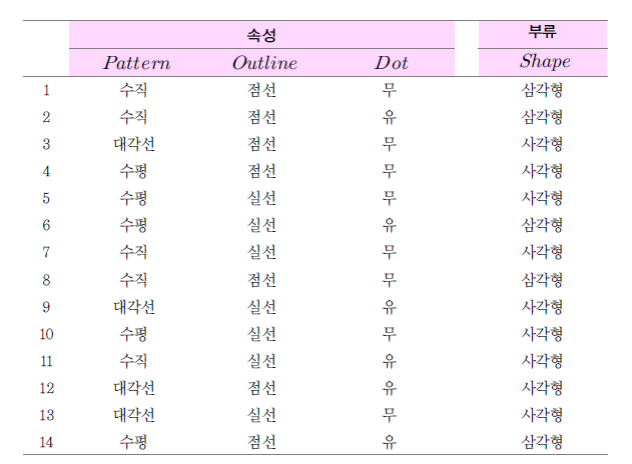 속성 부류
Pattern Outline Dot Shape
1 수직 점선 무 삼각형
2 수직 점선 유 삼각형
3 대각선 점선 무 사각형
4 수평 점선 무 사각형
5 수평 실선 무 사각형
6 수평 실선 유 삼각형
7 수직 실선 무 사각형
8 수직 점선 무 삼각형
9 대각선 실선 유 사각형
10 수평 실선 무 사각형
11 수직 실선 유 사각형
12 대각선 점선 유 사각형
13 대각선 실선 무 사각형
14 수평 점선 유 삼각형